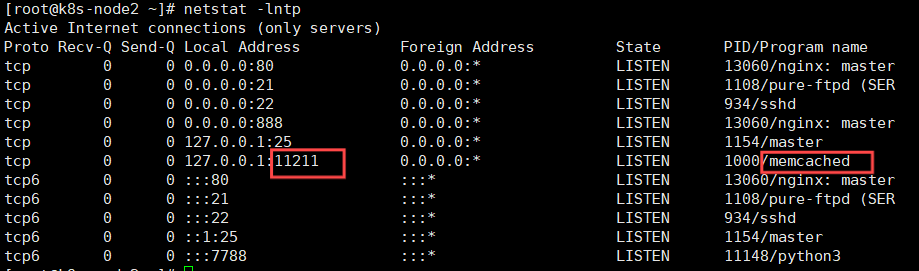 [root@k8s-node2 ~]# netstat -lntp
Active Internet connections (only servers)
Proto Recv-Q Send-Q Local Address           Foreign Address         State       PID/Program name
tcp        0      0 0.0.0.0:80              0.0.0.0:*               LISTEN      13060/nginx: master
tcp        0      0 0.0.0.0:21              0.0.0.0:*               LISTEN      1108/pure-ftpd (SER
tcp        0      0 0.0.0.0:22              0.0.0.0:*               LISTEN      934/sshd
tcp        0      0 0.0.0.0:888             0.0.0.0:*               LISTEN      13060/nginx: master
tcp        0      0 127.0.0.1:25            0.0.0.0:*               LISTEN      1154/master
tcp        0      0 127.0.0.1:11211         0.0.0.0:*               LISTEN      1000/memcached
tcp6       0      0 :::80                   :::*                    LISTEN      13060/nginx: master
tcp6       0      0 :::21                   :::*                    LISTEN      1108/pure-ftpd (SER
tcp6       0      0 :::22                   :::*                    LISTEN      934/sshd
tcp6       0      0 ::1:25                  :::*                    LISTEN      1154/master
tcp6       0      0 :::7788                 :::*                    LISTEN      11148/python3